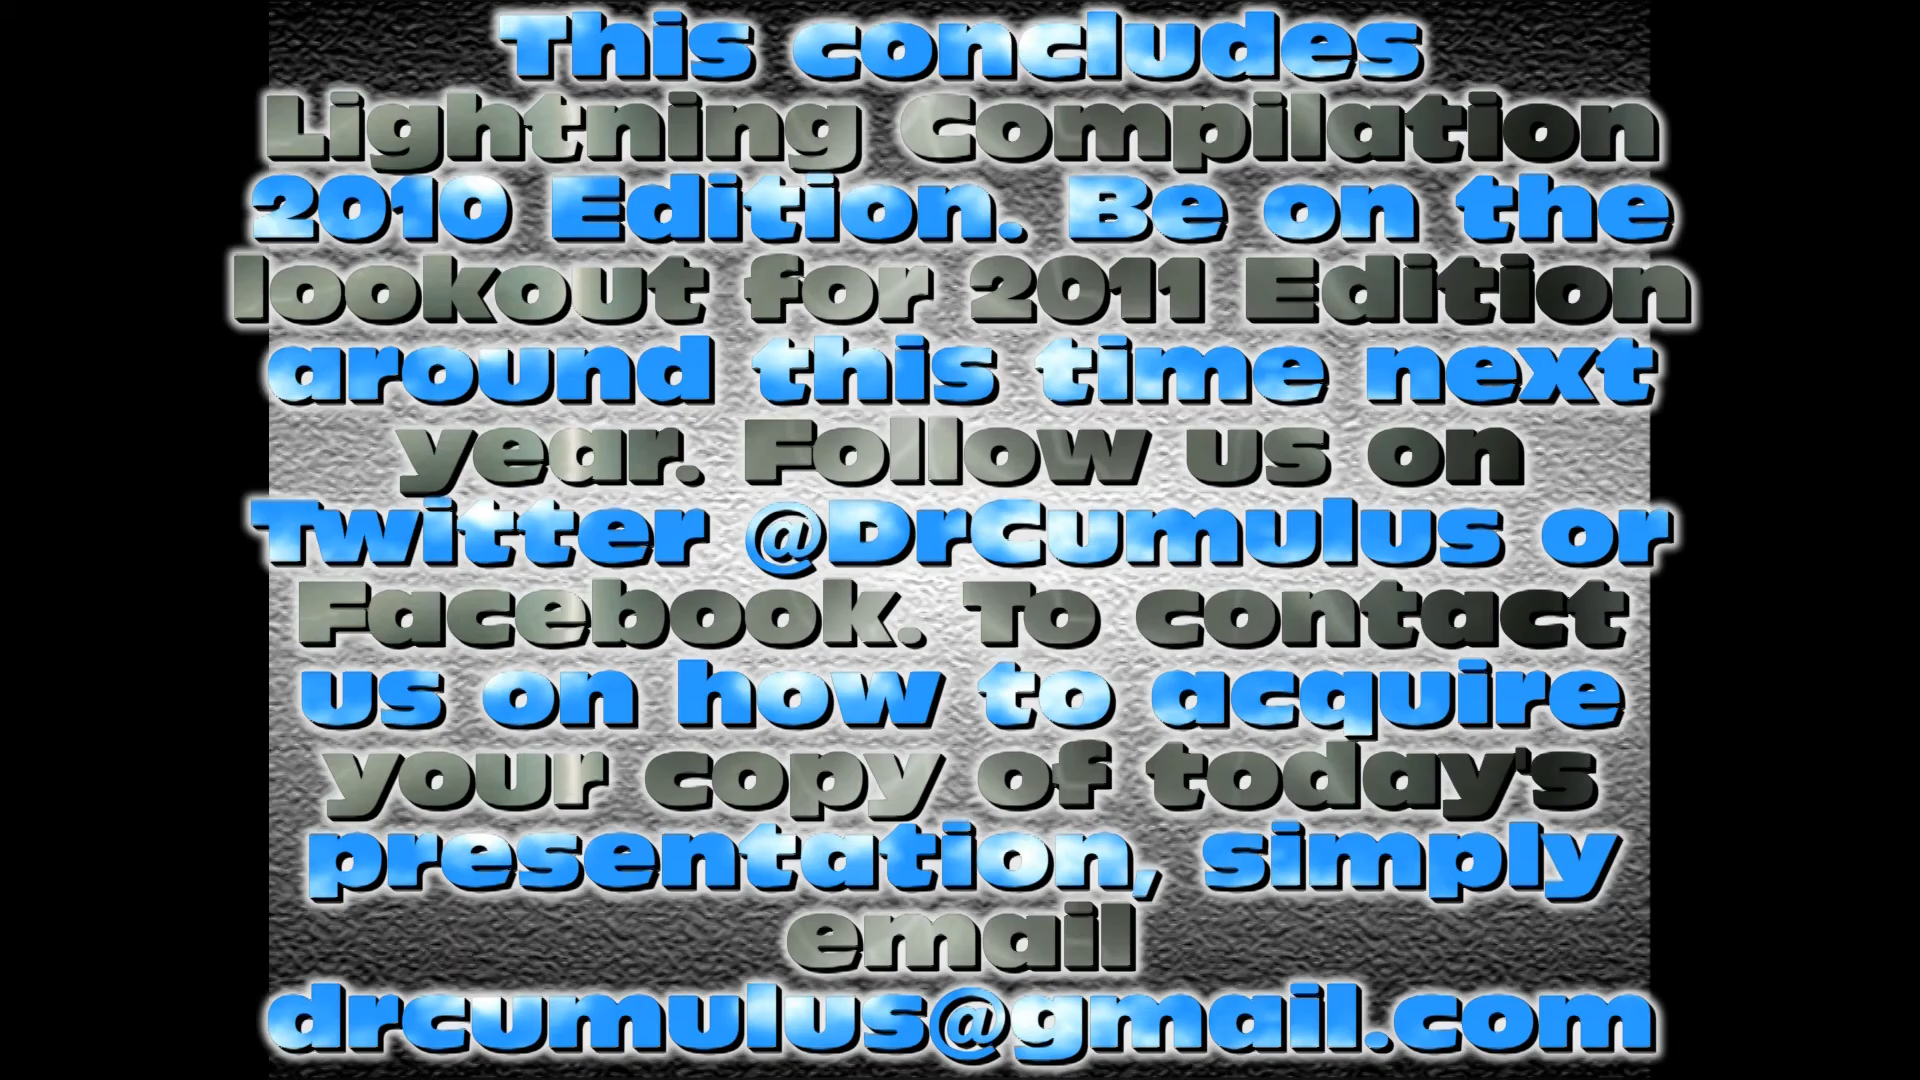 This concludes
Lightning Compilation
2010 Edition. Be on the
lookout for 2011 Edition
around this time next
year. Follow us on
Twitter @DrCumulus or
Facebook. To contact
us on how to acquire
your copy of today's
presentation, simply
email
drcumulus@gmail.com